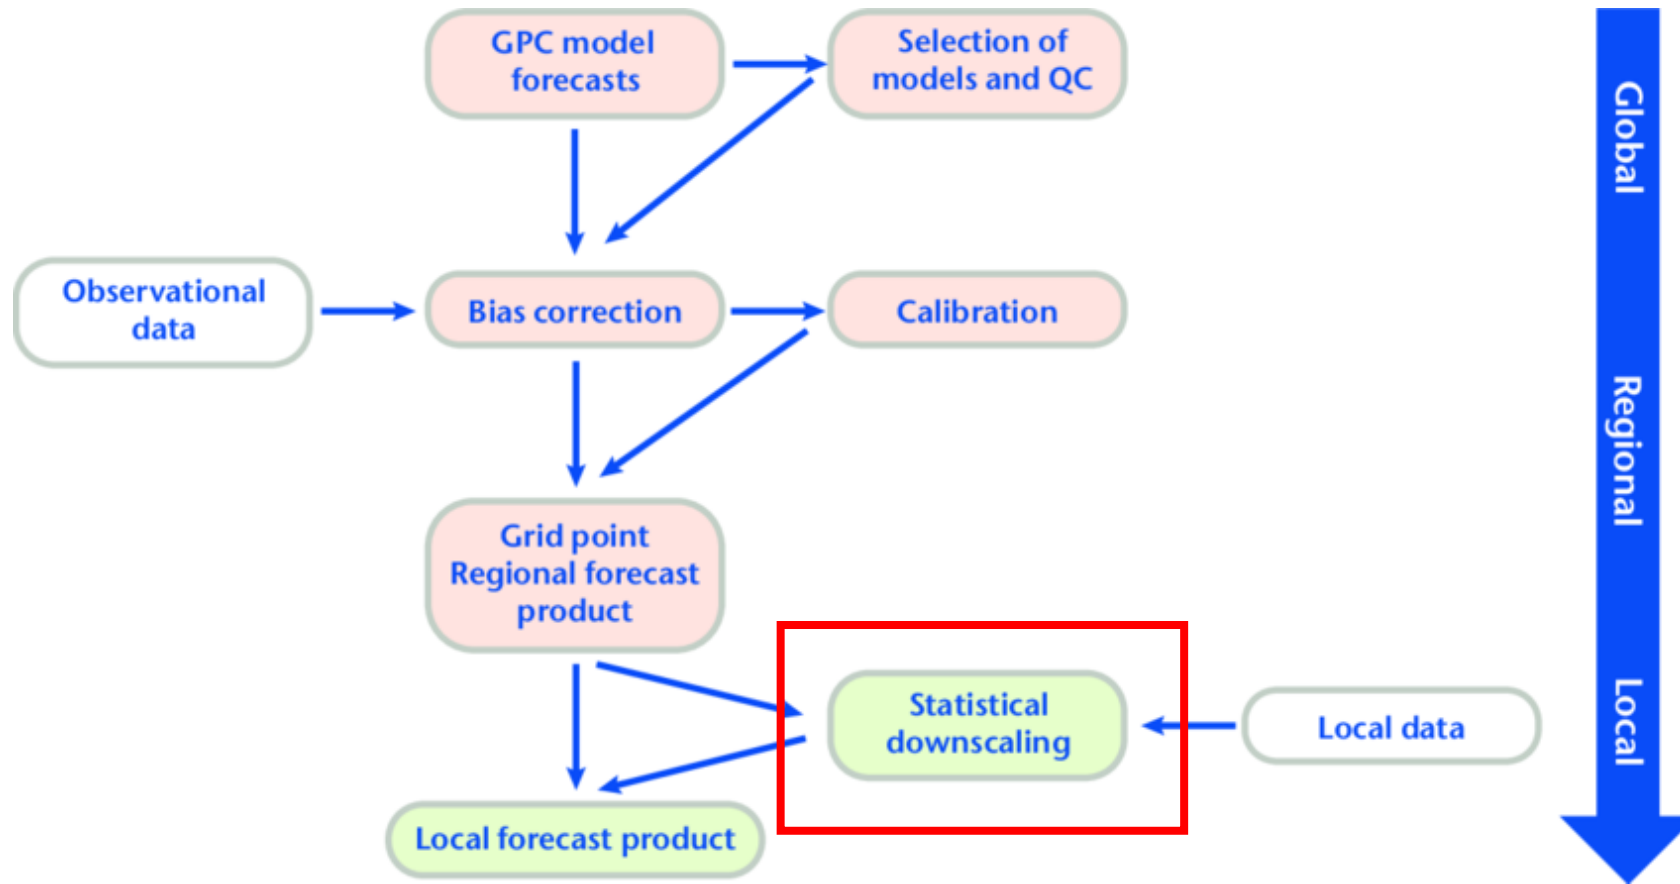 GPC model
forecasts
Selection of
models and QC
Global
Observational
data
Bias correction
Calibration
Regional
Grid point
Regional forecast
product
Statistical
downscaling
Local data
Local
Local forecast product